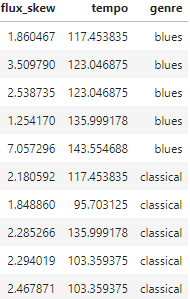 flux_skew tempo genre
1.860467 117.453835 blues
3.509790 123.046875 blues
2.538735 123.046875 blues
1.254170 135.999178 blues
7.057296 143.554688 blues
2.180592 117.453835 classical
1.848860 95.703125 classical
2.285266 135.999178 classical
2.294019 103.359375 classical
2.467871 103.359375 classical